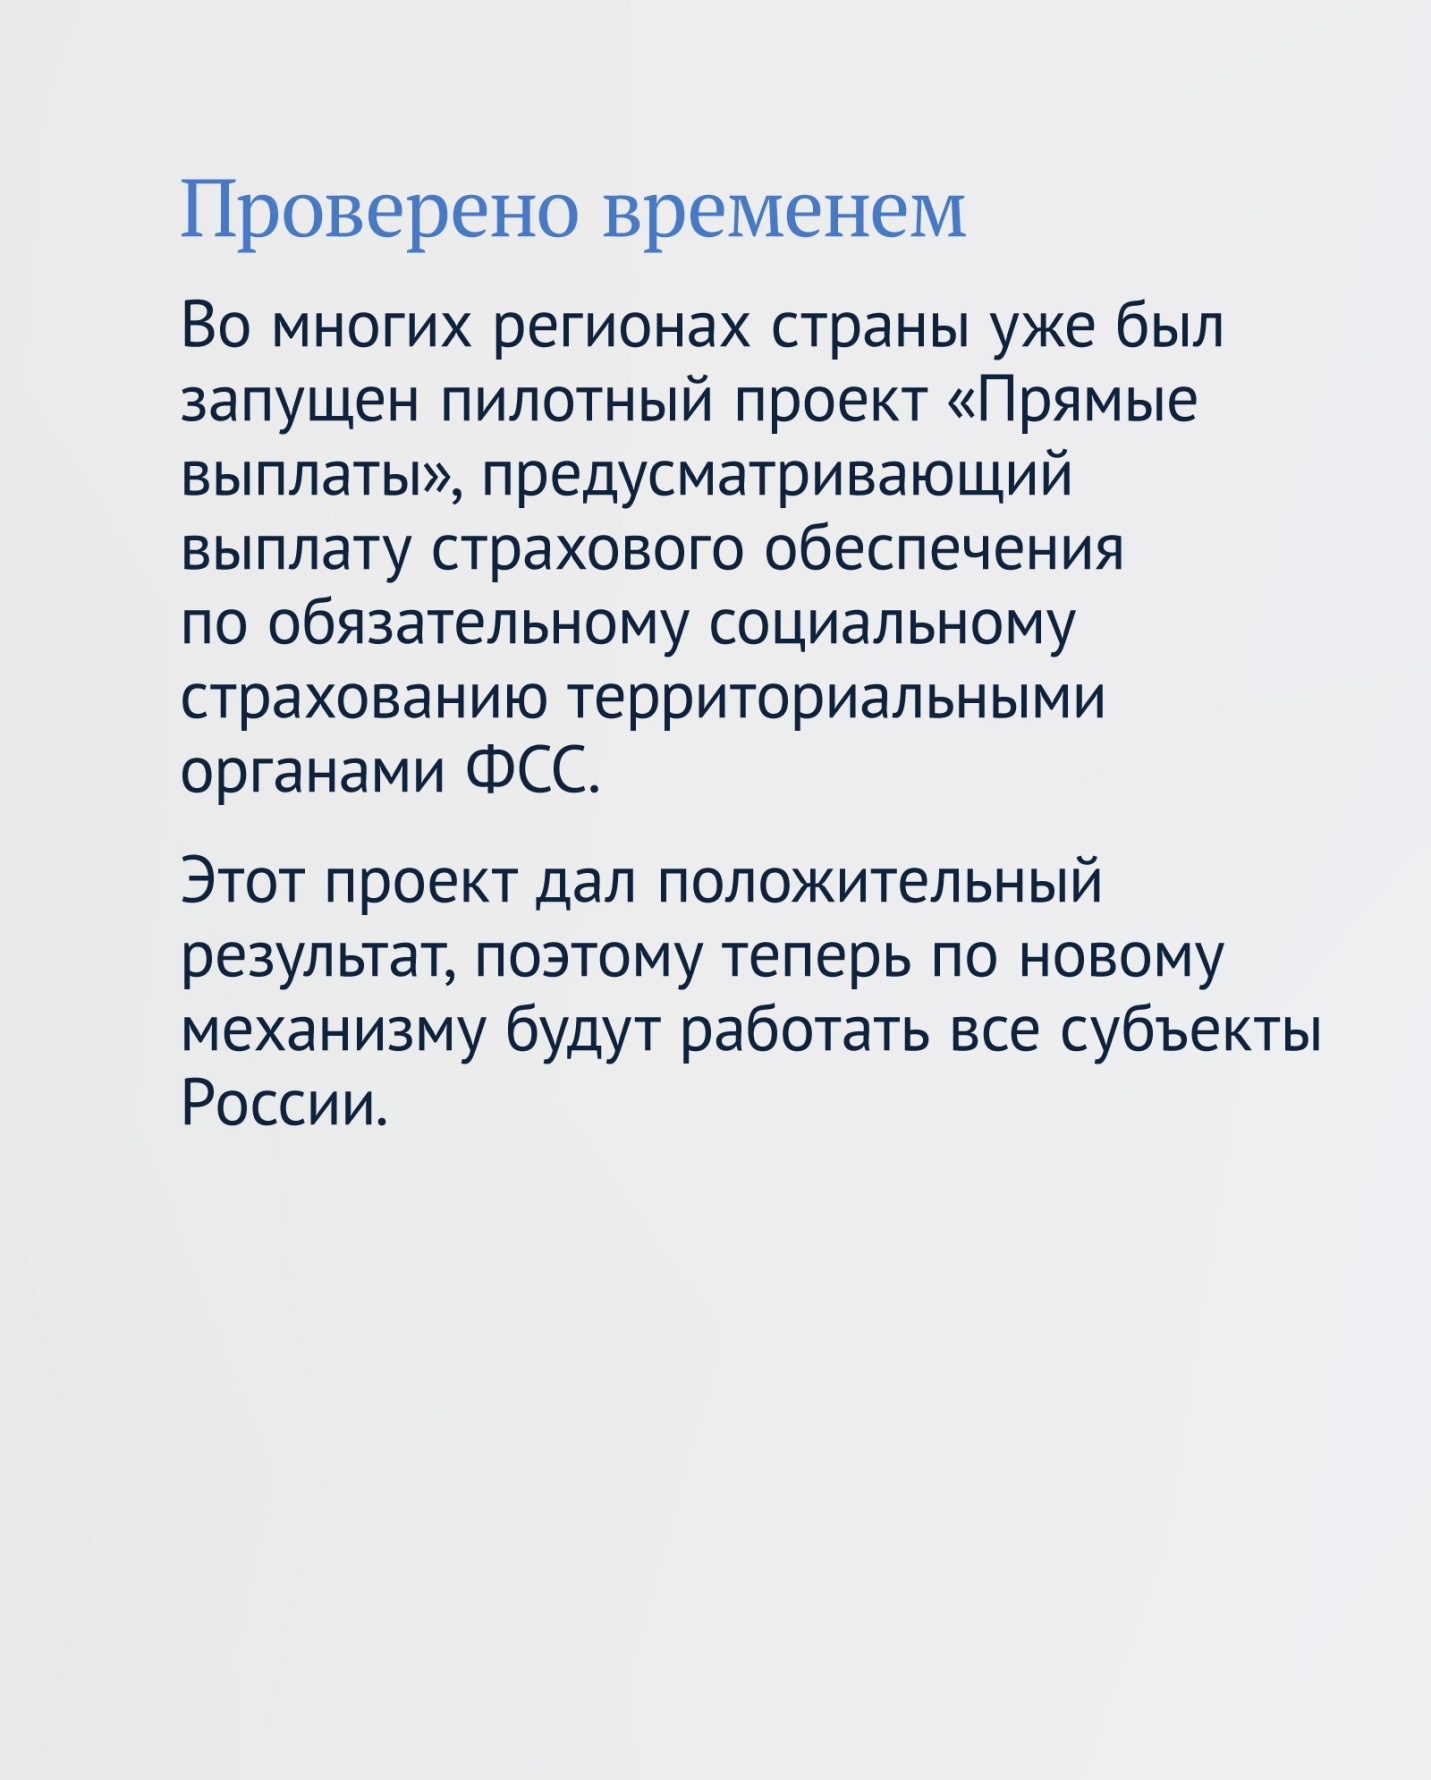 Проверено временем
Во многих регионах страны уже был
запущен пилотный проект «Прямые
выплаты», предусматривающий
выплату страхового обеспечения
по обязательному социальному
страхованию территориальными
органами ФСС.
Этот проект дал положительный
результат, поэтому теперь по новому
механизму будут работать все субъекты
России.